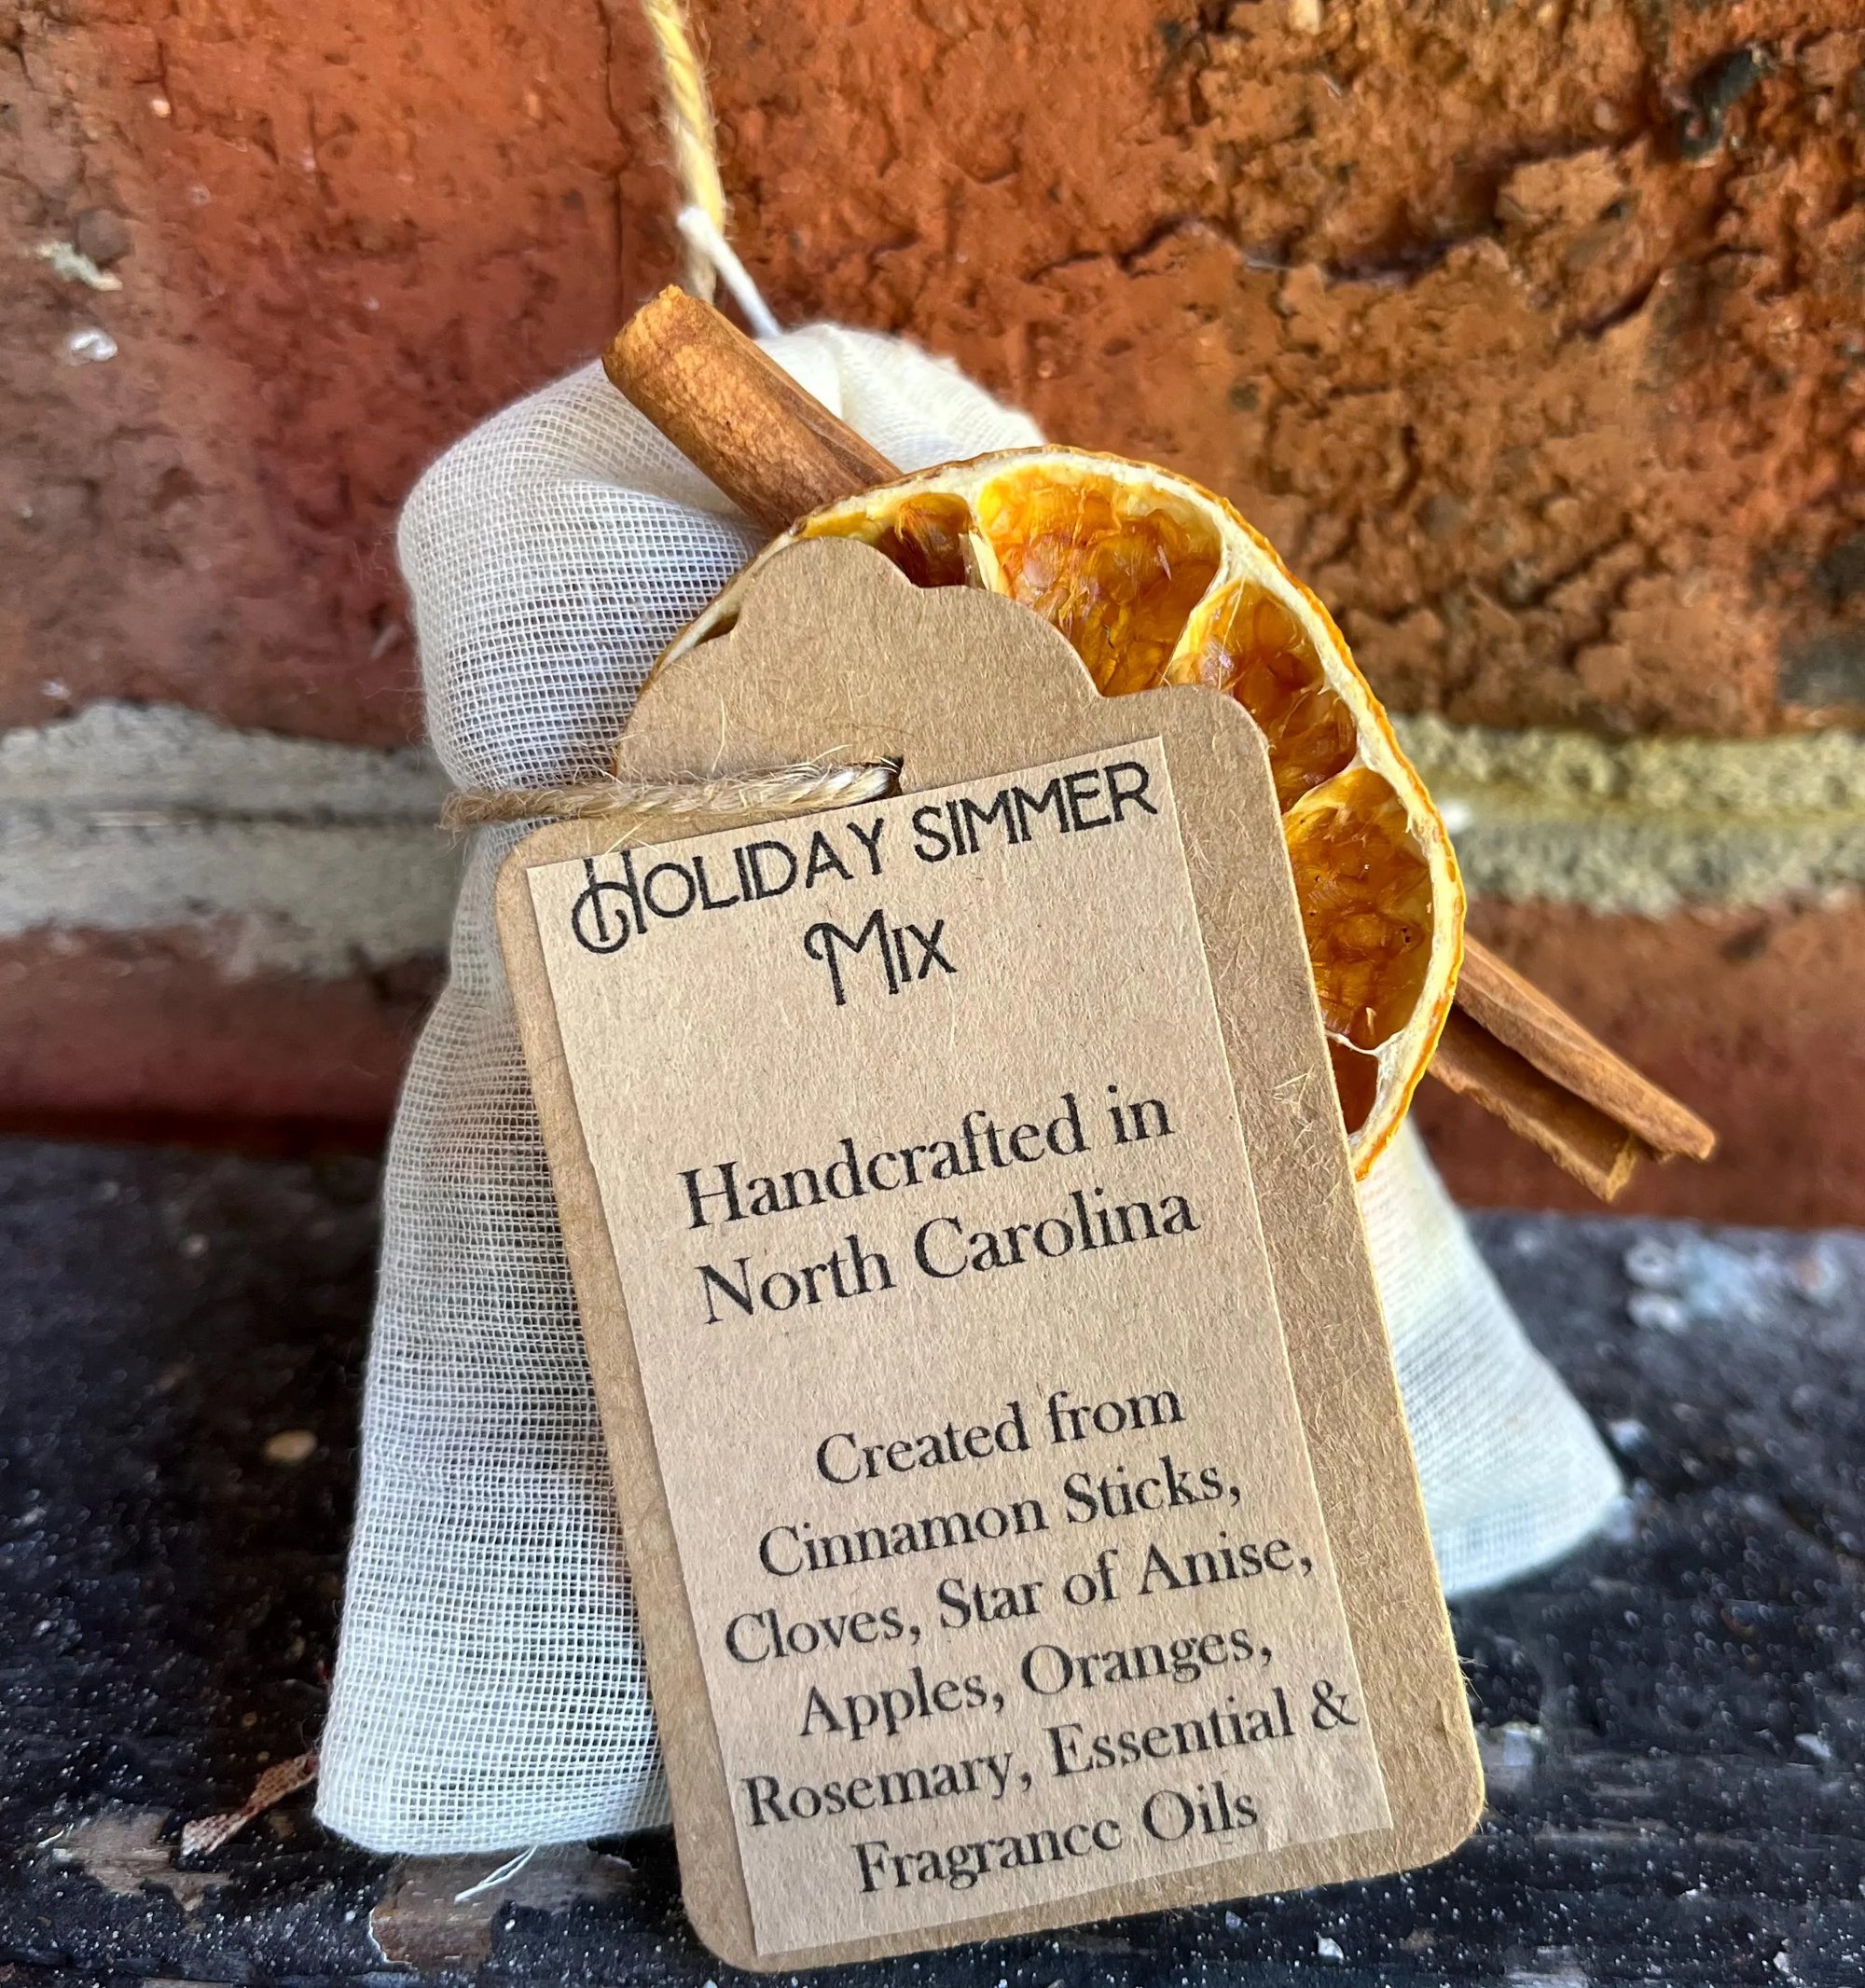 Holiday simmer
Mix
Handcrafted in
North Carolina
Created from
Cinnamon Sticks,
Cloves, Star of Anise,
Apples, Oranges,
Rosemary, Essential &
Fragrance Oils